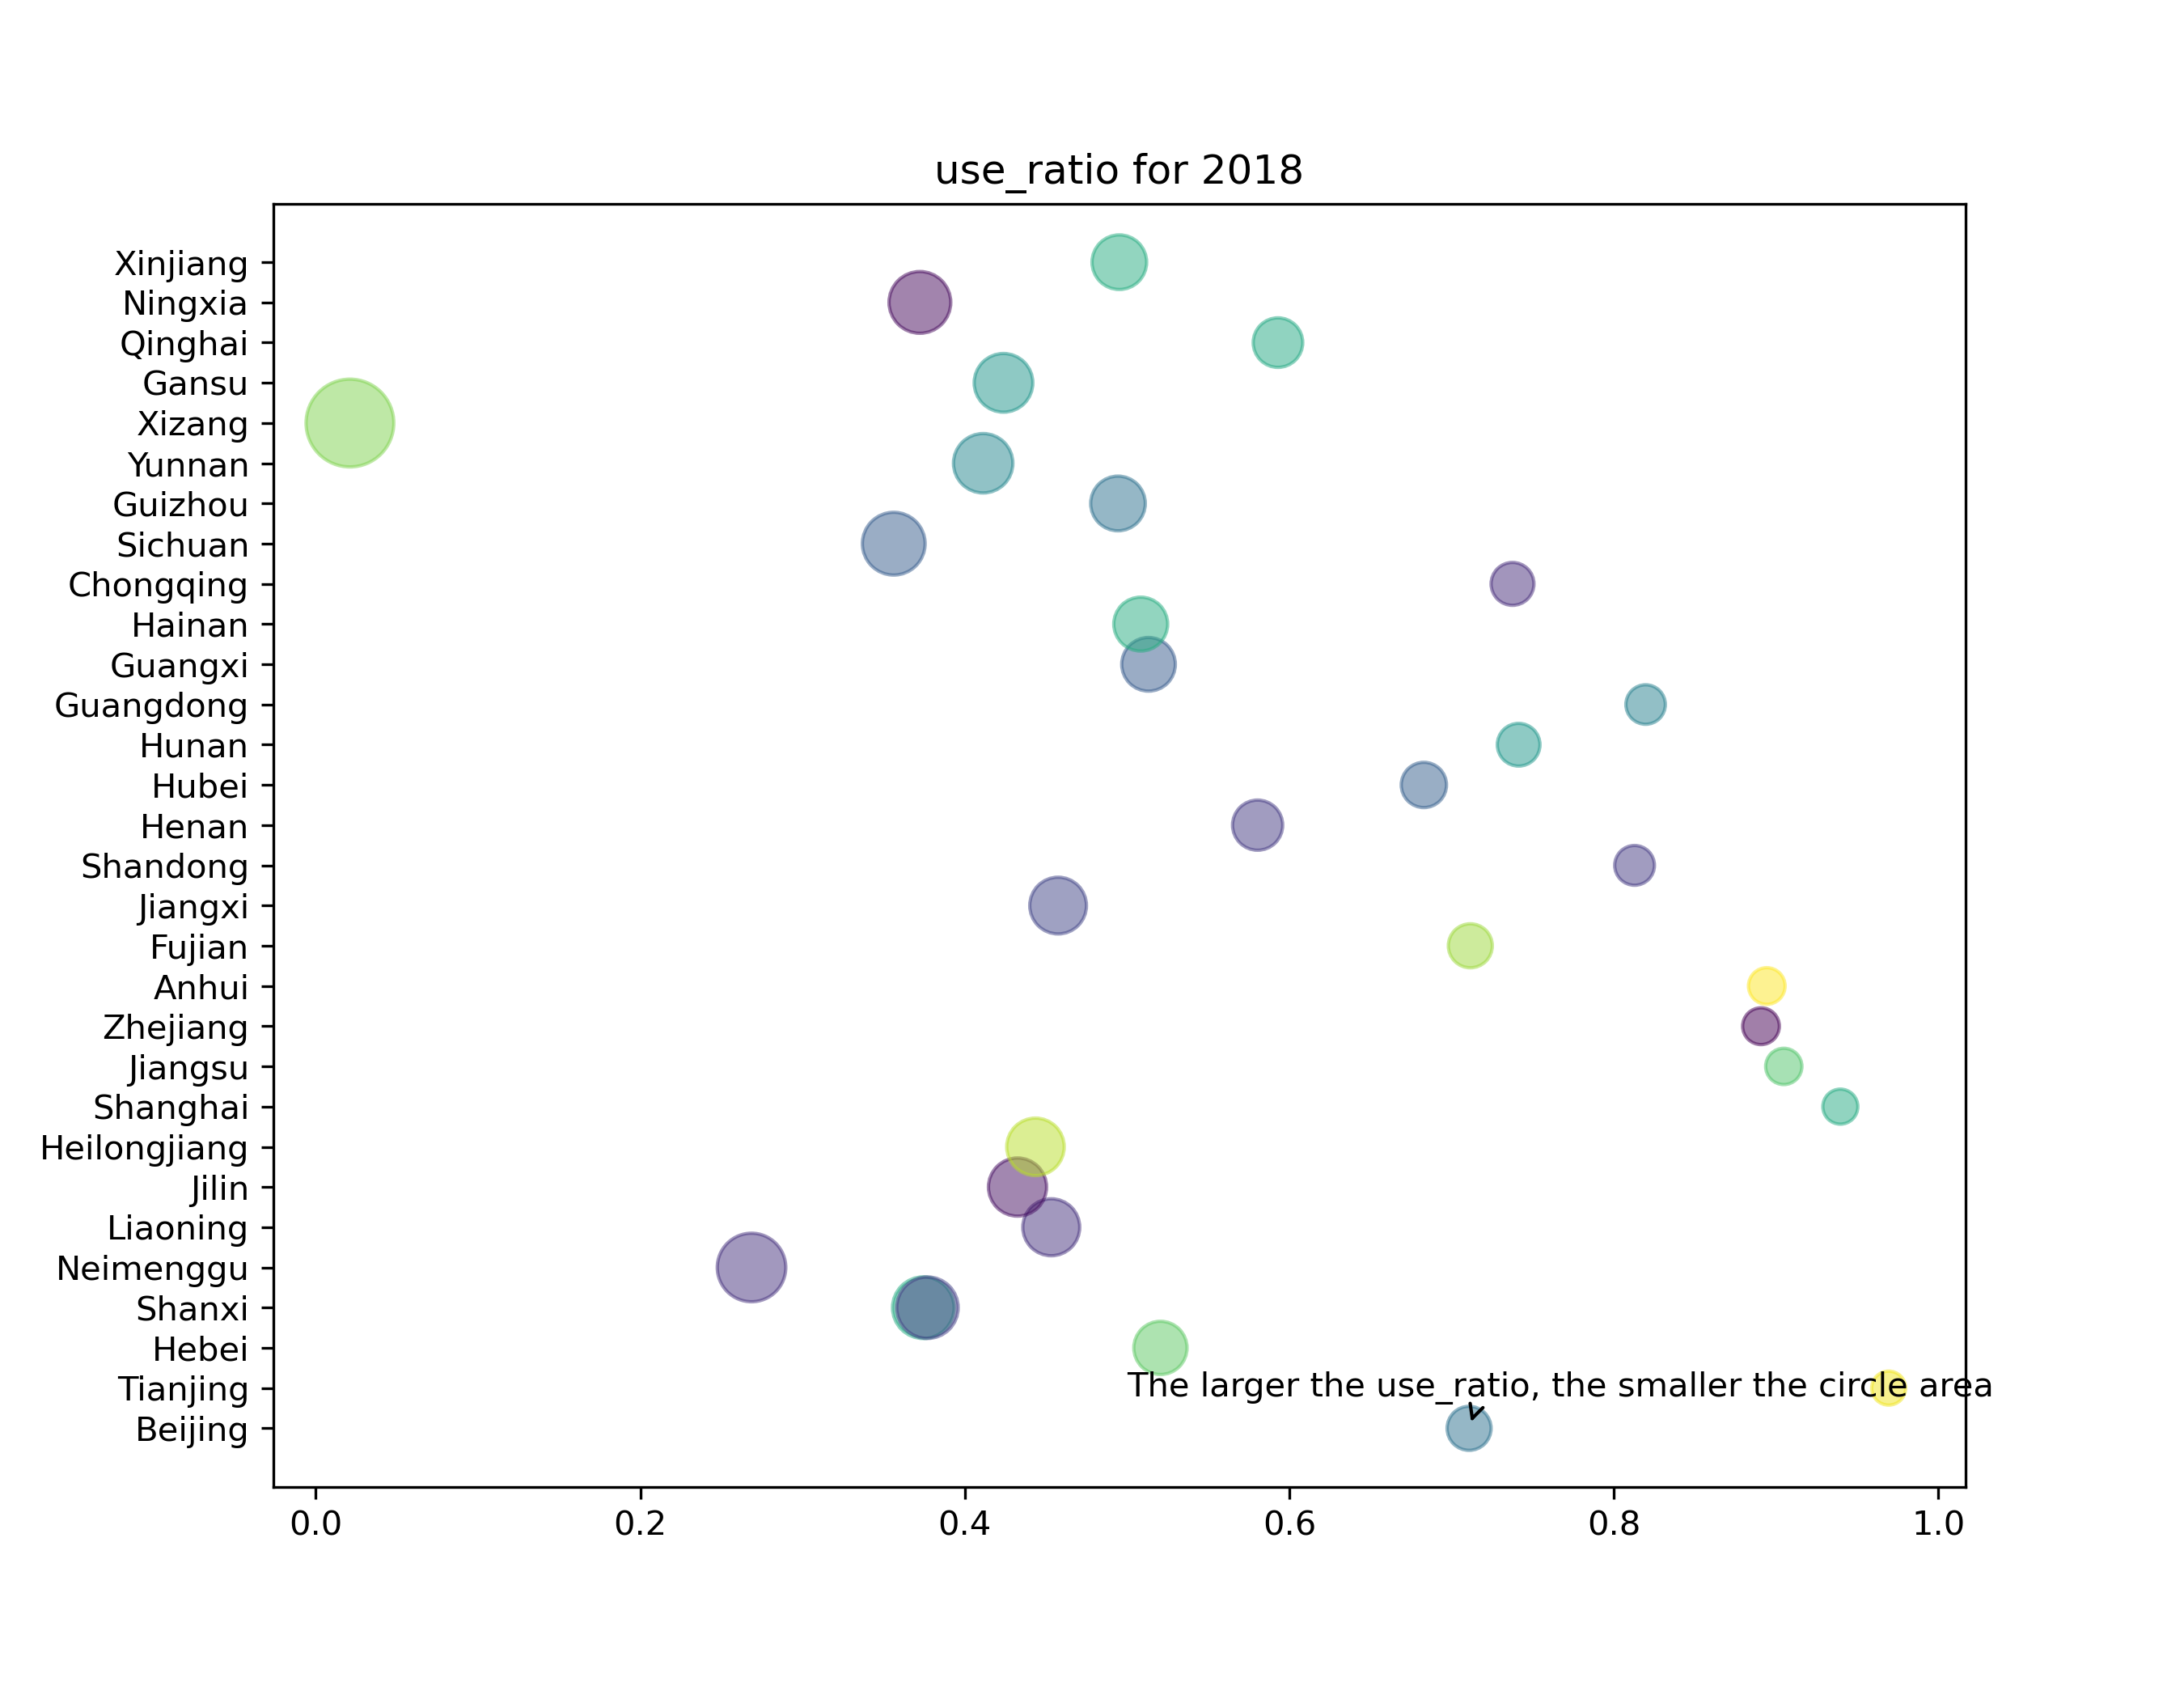 use_ratio for 2018
Xinjiang
Ningxia
Qinghai
Gansu
Xizang
Yunnan
Guizhou
Sichuan
Chongqing
Hainan
Guangxi
Guangdong
Hunan
Hubei
Henan
Shandong
Jiangxi
Fujian
Anhui
Zhejiang
Jiangsu
Shanghai
Heilongjiang
Jilin
Liaoning
Neimenggu
Shanxi
Hebei
Tianjing
The larger the use_ratio, the smaller the circle area
Beijing
0.0 0.2 0.4 0.6 0.8 1.0